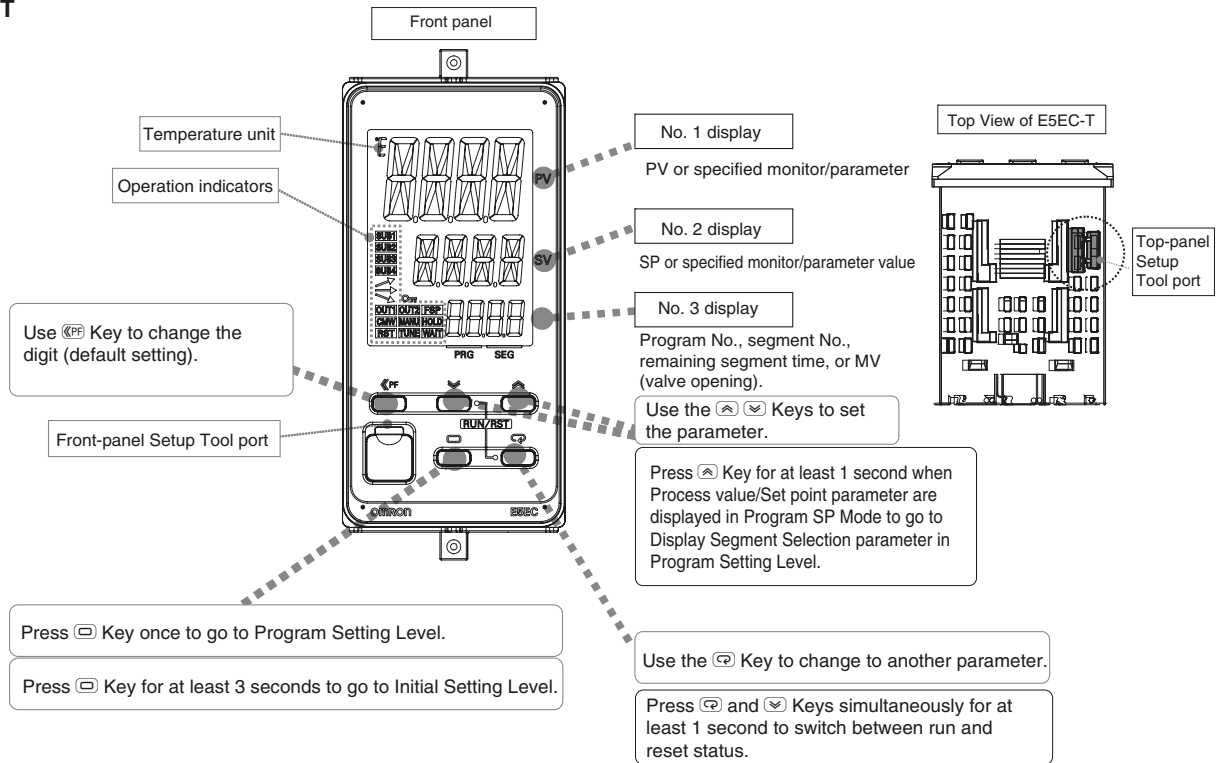 T
Front panel
Temperature unit
Operation indicators
PV
SV
SUB1
SUB2
SUB3
SUB4
OUT1 OUT2 FSP
CMW MANU HOLD
RST TUNE WAIT
PRG SEG
PF
RUN/RST
OMRON
E5EC
No. 1 display
PV or specified monitor/parameter
No. 2 display
SP or specified monitor/parameter value
No. 3 display
Program No., segment No.,
remaining segment time, or MV
(valve opening).
Top View of E5EC-T
Top-panel
Setup
Tool port
Use PF Key to change the
digit (default setting).
Front-panel Setup Tool port
Use the Keys to set
the parameter.
Press Key for at least 1 second when
Process value/Set point parameter are
displayed in Program SP Mode to go to
Display Segment Selection parameter in
Program Setting Level.
Press Key once to go to Program Setting Level.
Press Key for at least 3 seconds to go to Initial Setting Level.
Use the Key to change to another parameter.
Press and Keys simultaneously for at
least 1 second to switch between run and
reset status.